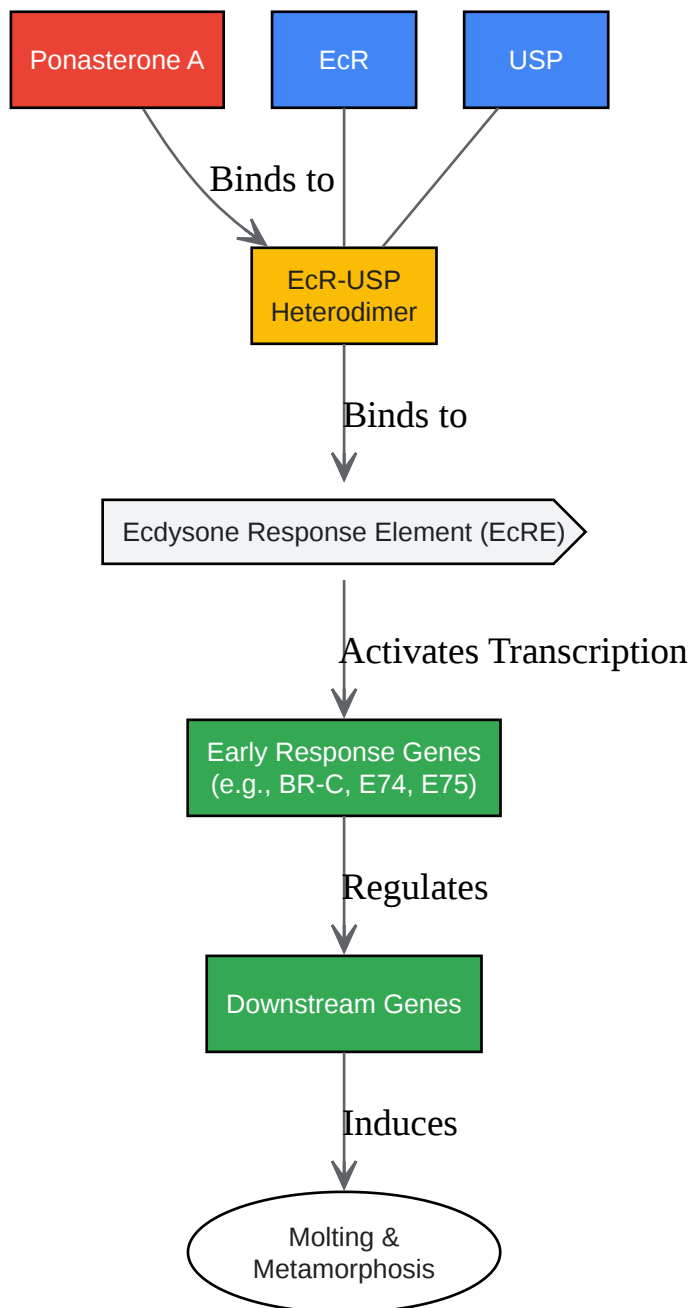 Ponasterone A
EcR
USP
Binds to
EcR-USP
Heterodimer
Binds to
Ecdysone Response Element (EcRE)
Activates Transcription
Early Response Genes
(e.g., BR-C, E74, E75)
Regulates
Downstream Genes
Induces
Molting &
Metamorphosis